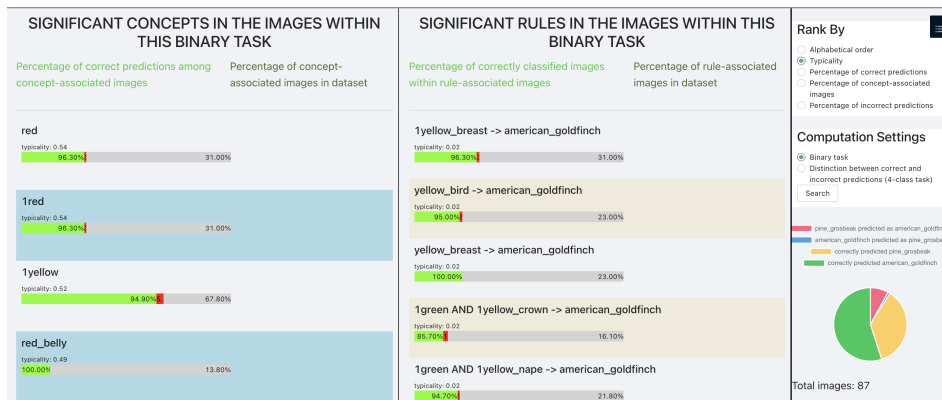 SIGNIFICANT CONCEPTS IN THE IMAGES WITHIN
THIS BINARY TASK
Percentage of correct predictions among
concept-associated images
Percentage of concept-
associated images in dataset
red
typicality: 0.54
96.30%
31.00%
1red
typicality: 0.54
96.30%
31.00%
1yellow
typicality: 0.52
94.90%
67.80%
red_belly
typicality: 0.49
100.00%
13.80%
SIGNIFICANT RULES IN THE IMAGES WITHIN THIS
BINARY TASK
Percentage of correctly classified images
within rule-associated images
Percentage of rule-associated
images in dataset
1yellow_breast -> american_goldfinch
typicality: 0.02
96.30%
31.00%
yellow_bird -> american_goldfinch
typicality: 0.02
95.00%
23.00%
yellow_breast -> american_goldfinch
typicality: 0.02
100.00%
23.00%
1green AND 1yellow_crown -> american_goldfinch
typicality: 0.02
85.70%
16.10%
1green AND 1yellow_nape -> american_goldfinch
typicality: 0.02
94.70%
21.80%
Rank By
Alphabetical order
Typicality
Percentage of correct predictions
Percentage of concept-associated
images
Percentage of incorrect predictions
Computation Settings
Binary task
Distinction between correct and
incorrect predictions (4-class task)
Search
pine_grosbeak predicted as american_goldfin
american_goldfinch predicted as pine_grosbe
correctly predicted pine_grosbeak
correctly predicted american_goldfinch
Total images: 87